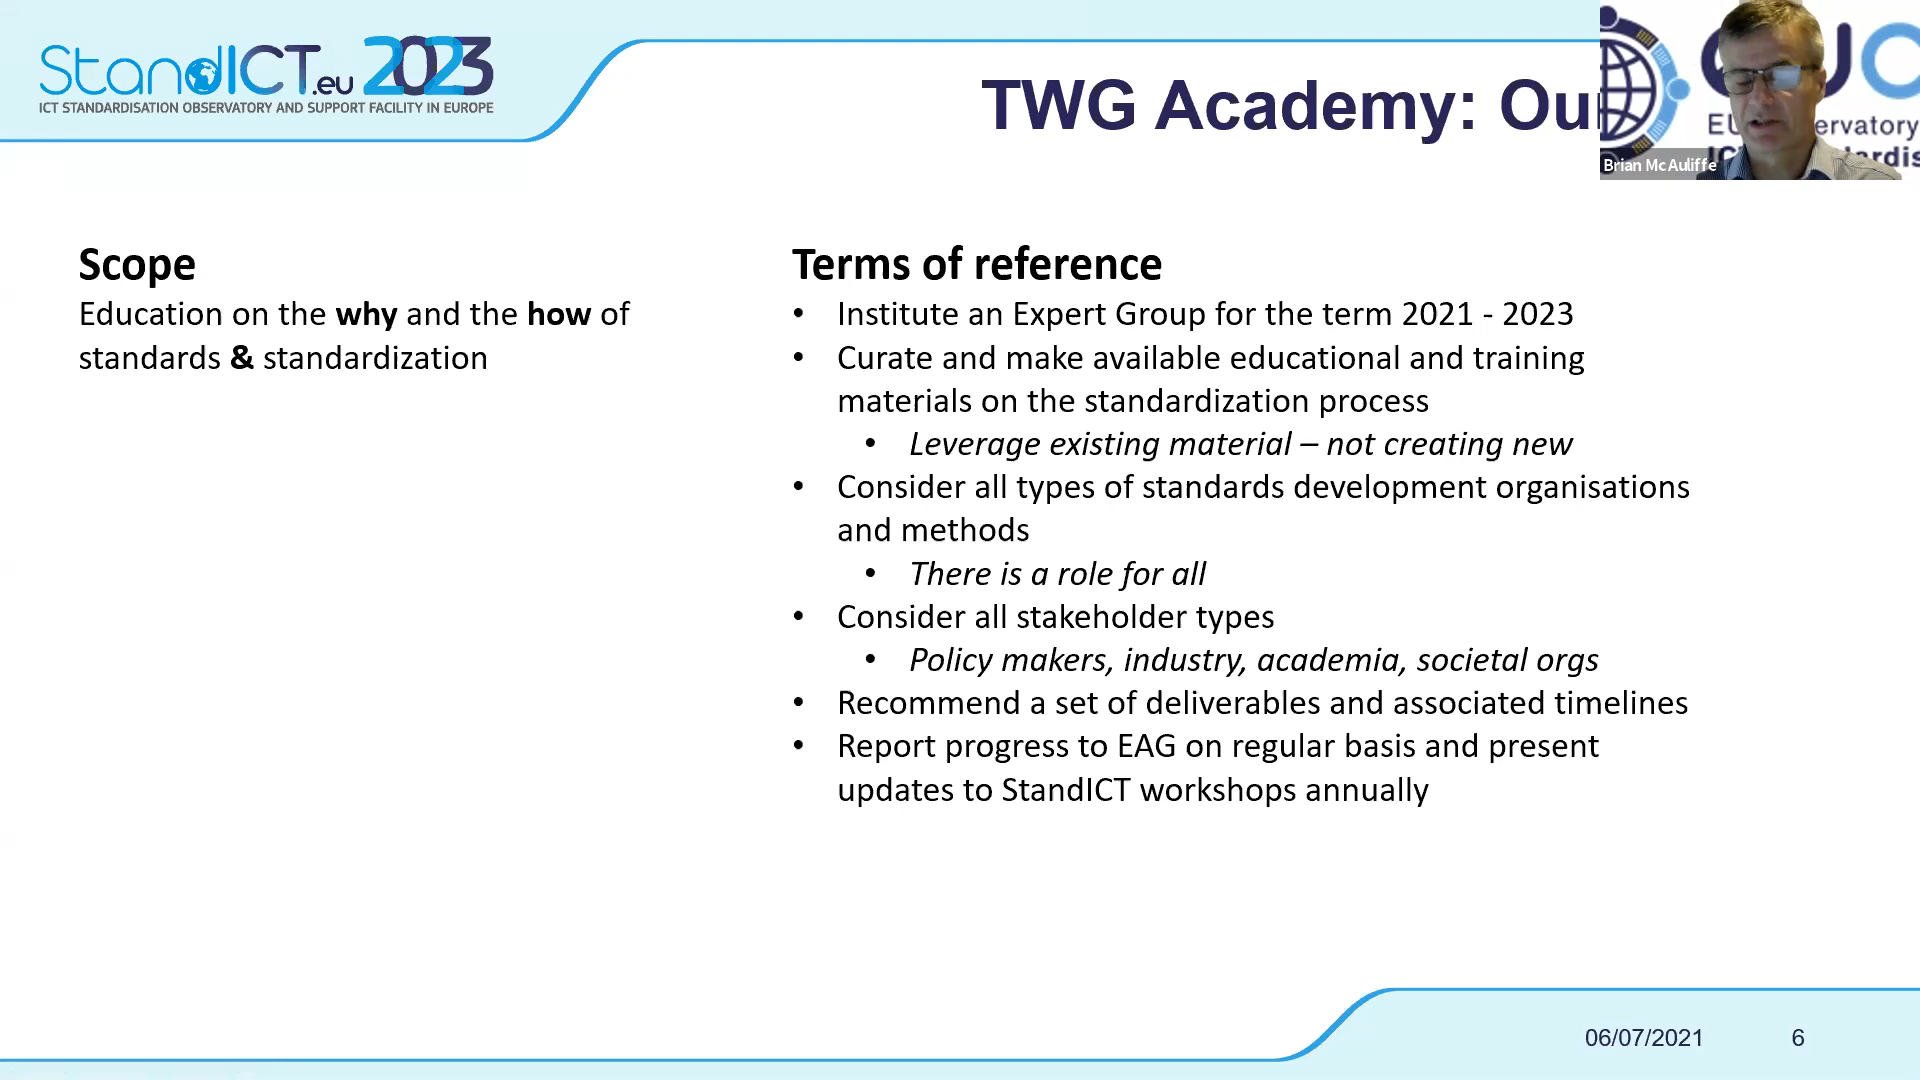 StandICT.eu 2023
ICT STANDARDISATION OBSERVATORY AND SUPPORT FACILITY IN EUROPE
TWG Academy: Our
Brian McAuliffe
Scope
Education on the why and the how of
standards & standardization
Terms of reference
• Institute an Expert Group for the term 2021 - 2023
• Curate and make available educational and training
materials on the standardization process
• Leverage existing material – not creating new
• Consider all types of standards development organisations
and methods
• There is a role for all
• Consider all stakeholder types
• Policy makers, industry, academia, societal orgs
• Recommend a set of deliverables and associated timelines
• Report progress to EAG on regular basis and present
updates to StandICT workshops annually
06/07/2021 6